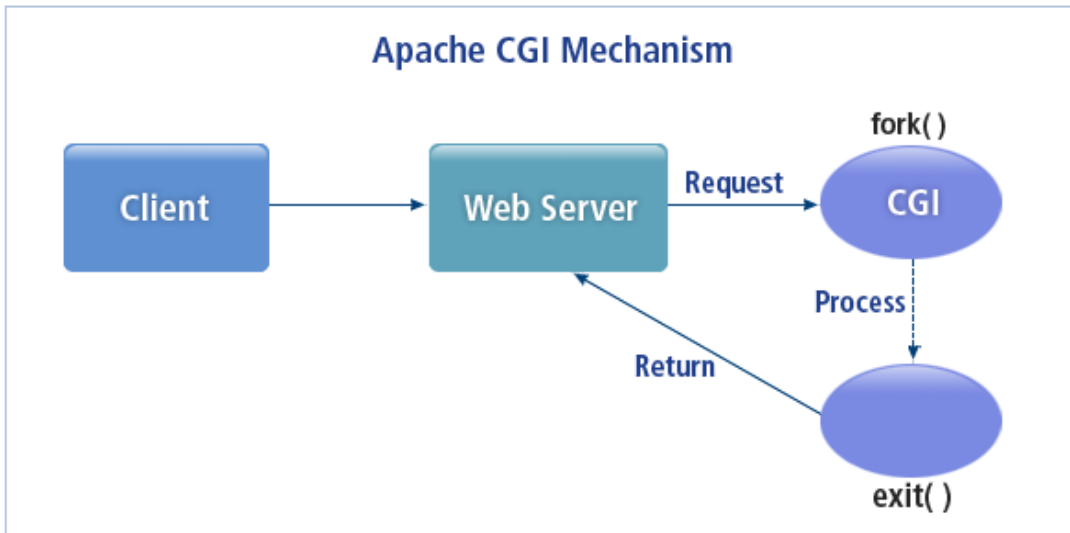 Apache CGI Mechanism
fork( )
Client
Web Server
Request
CGI
Process
Return
exit( )